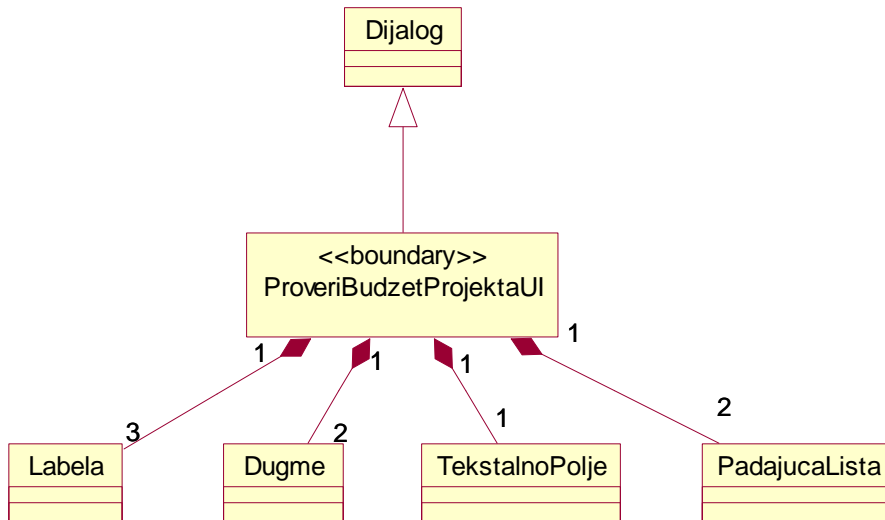 Dijalog
<<boundary>>
ProveriBudzetProjektaUI
1
1
1
1
3
2
1
2
Labela
Dugme
TekstalnoPolje
PadajucaLista